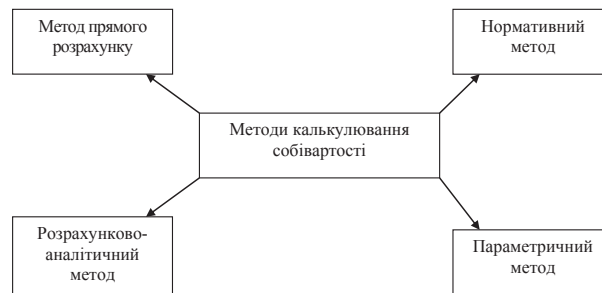 Метод прямого
розрахунку
Нормативний
метод
Методи калькулювання
собівартості
Розрахунково-
аналітичний
метод
Параметричний
метод